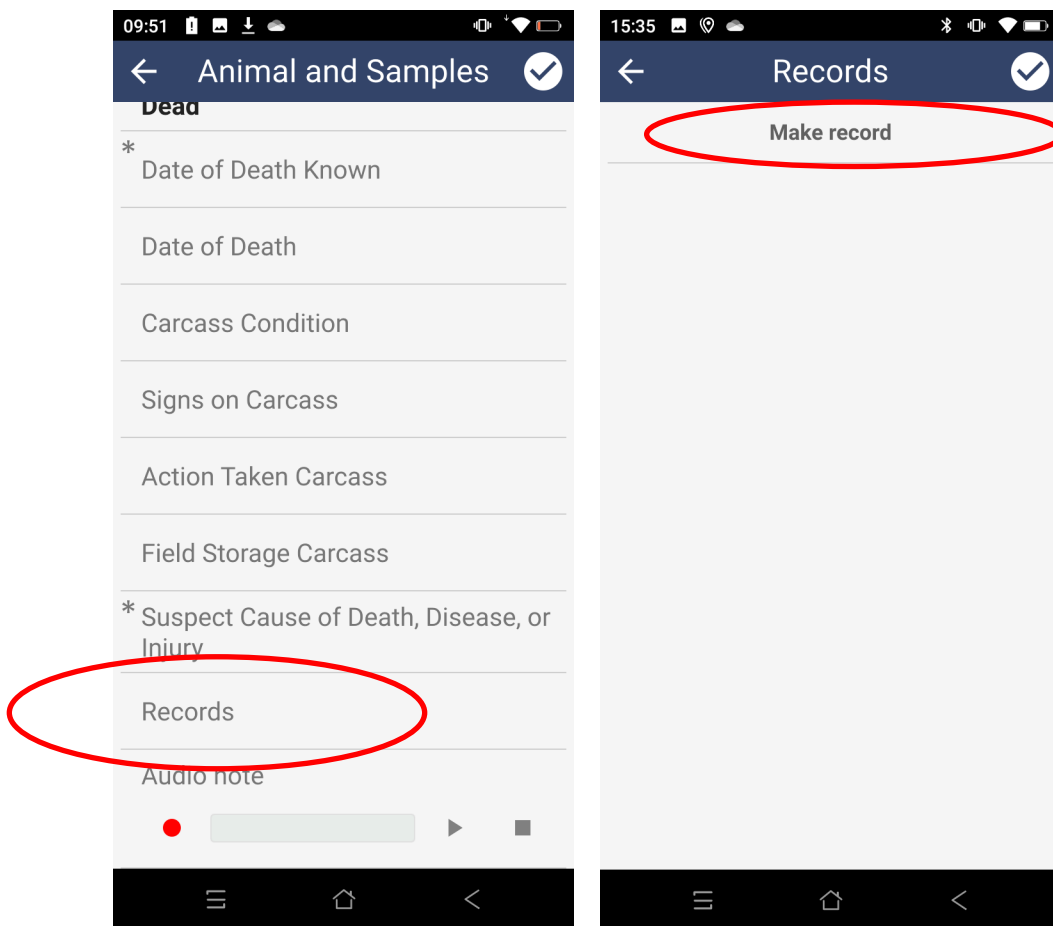 09:51
Animal and Samples
Dead
*
Date of Death Known
Date of Death
Carcass Condition
Signs on Carcass
Action Taken Carcass
Field Storage Carcass
*
Suspect Cause of Death, Disease, or
Injury
Records
Audio note
15:35
Records
Make record